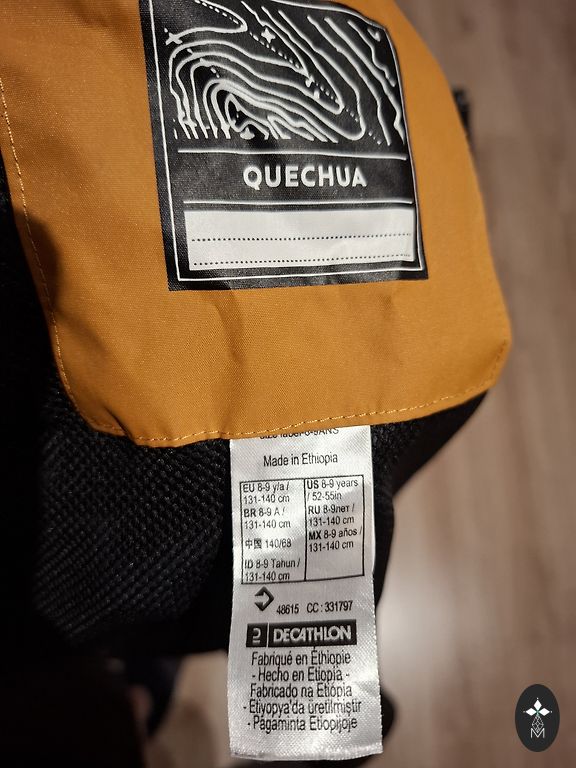 QUECHUA
Made in Ethiopia
EU 8-9 y/a /
131-140 cm
BR 8-9 A /
131-140 cm
中国 140/68
ID 8-9 Tahun /
131-140 cm
US 8-9 years
/ 52-55in
RU 8-9лет /
131-140 cm
MX 8-9 años /
131-140 cm
48615 CC : 331797
DECATHLON
Fabriqué en Ethiopie
- Hecho en Etiopía -
Fabricado na Etiópia
- Etiyopya'da üretilmiştir
- Pagaminta Etiopijoje
M